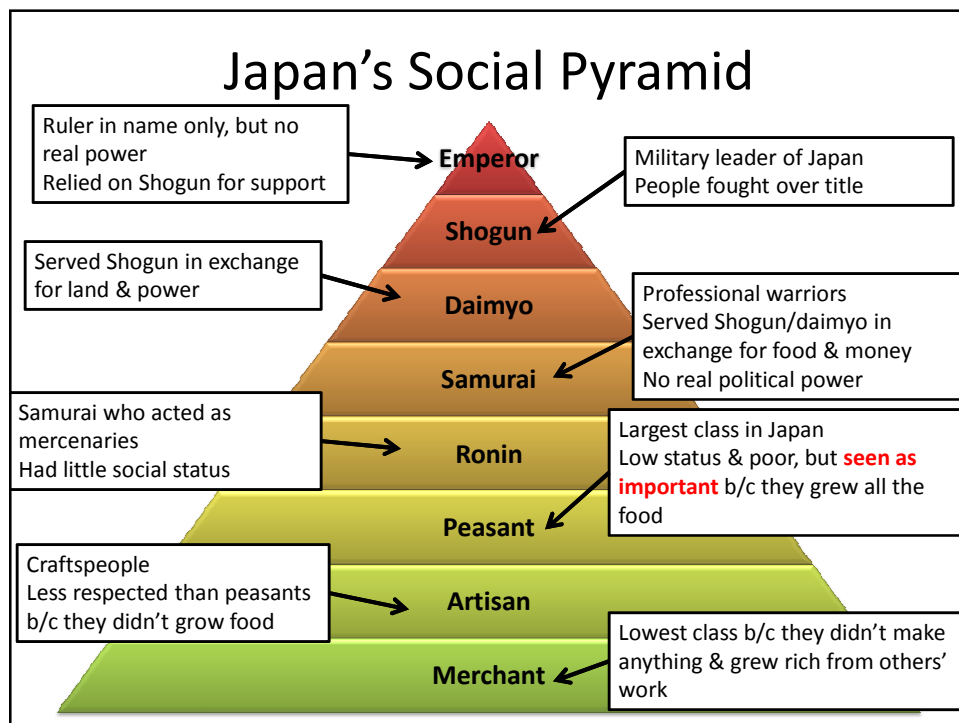 Japan's Social Pyramid
Ruler in name only, but no
real power
Relied on Shogun for support
Emperor
Military leader of Japan
People fought over title
Shogun
Served Shogun in exchange
for land & power
Daimyo
Professional warriors
Served Shogun/daimyo in
exchange for food & money
No real political power
Samurai
Samurai who acted as
mercenaries
Had little social status
Ronin
Largest class in Japan
Low status & poor, but seen as
important b/c they grew all the
food
Peasant
Craftspeople
Less respected than peasants
b/c they didn't grow food
Artisan
Lowest class b/c they didn't make
anything & grew rich from others'
work
Merchant